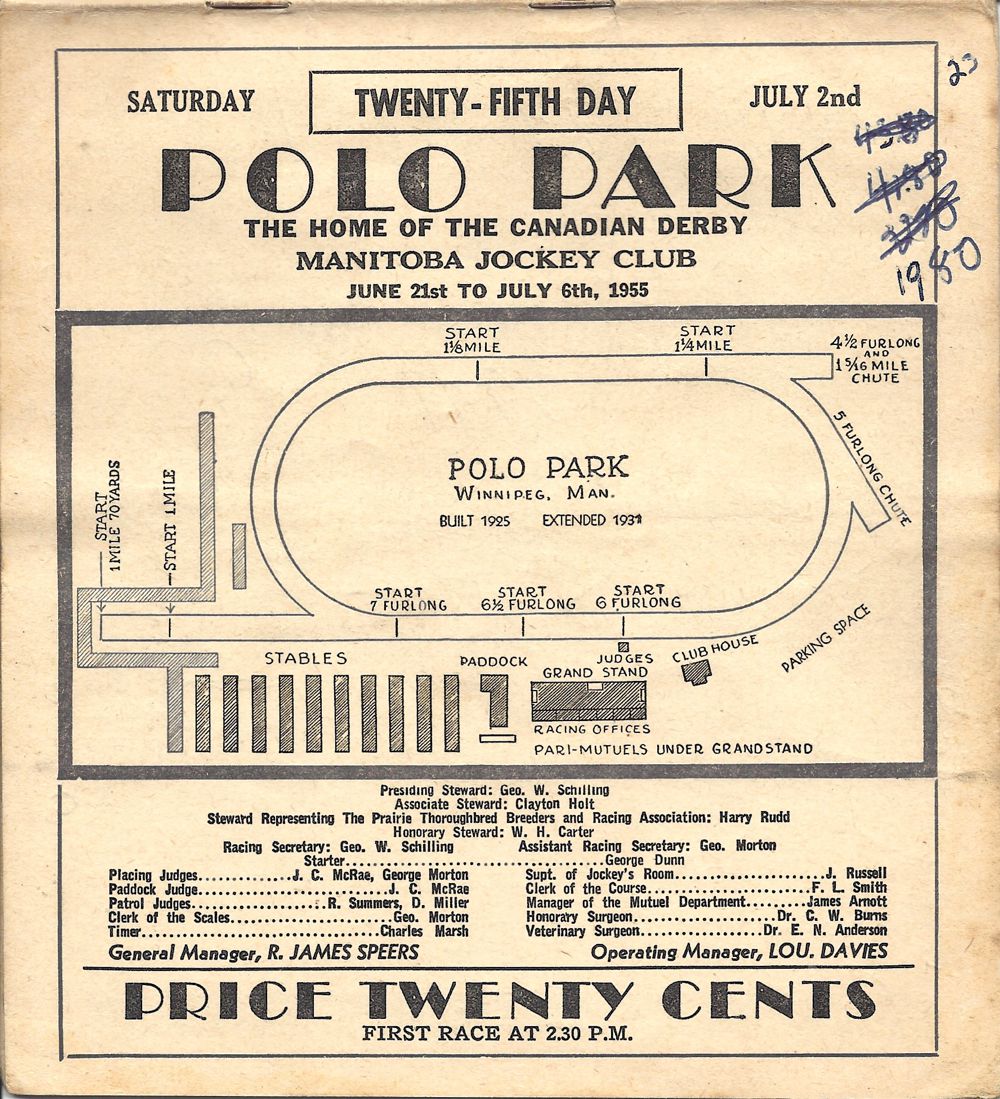 SATURDAY TWENTY-FIFTH DAY JULY 2nd
23
POLO PARK
THE HOME OF THE CANADIAN DERBY
MANITOBA JOCKEY CLUB
JUNE 21st TO JULY 6th, 1955
1980
START
1⅛ MILE
START
1¼ MILE
4½ FURLONG
AND
1 5/16 MILE
CHUTE
5 FURLONG CHUTE
POLO PARK
WINNIPEG, MAN.
BUILT 1925 EXTENDED 1931
START
1 MILE 70 YARDS
START 1 MILE
START
7 FURLONG
START
6½ FURLONG
START
6 FURLONG
STABLES
PADDOCK
JUDGES
GRAND STAND
CLUB HOUSE
PARKING SPACE
RACING OFFICES
PARI-MUTUELS UNDER GRANDSTAND
Presiding Steward: Geo. W. Schilling
Associate Steward: Clayton Holt
Steward Representing The Prairie Thoroughbred Breeders and Racing Association: Harry Rudd
Honorary Steward: W. H. Carter
Racing Secretary: Geo. W. Schilling Assistant Racing Secretary: Geo. Morton
Starter..........George Dunn
Placing Judges..........J. C. McRae, George Morton
Paddock Judge..........J. C. McRae
Patrol Judges..........R. Summers, D. Miller
Clerk of the Scales..........Geo. Morton
Timer..........Charles Marsh
Supt. of Jockey's Room..........J. Russell
Clerk of the Course..........F. L. Smith
Manager of the Mutuel Department..........James Arnott
Honorary Surgeon..........Dr. C. W. Burns
Veterinary Surgeon..........Dr. E. N. Anderson
General Manager, R. JAMES SPEERS Operating Manager, LOU. DAVIES
PRICE TWENTY CENTS
FIRST RACE AT 2.30 P.M.